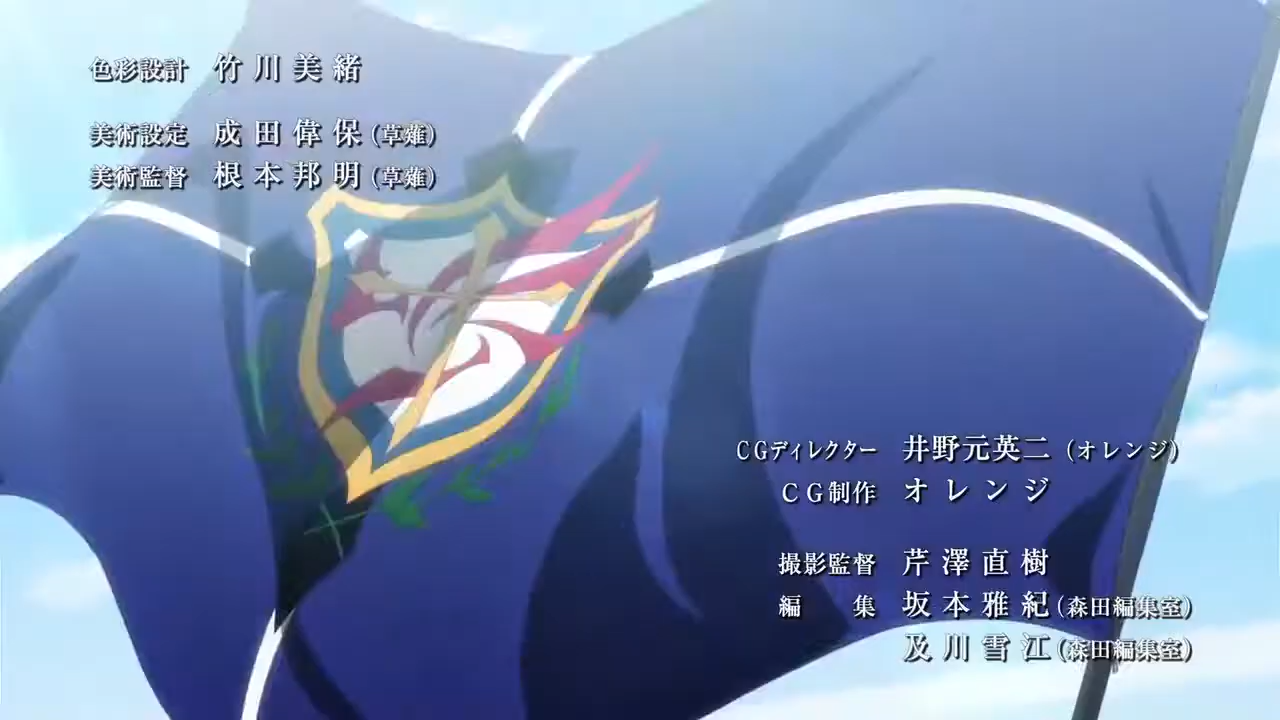 色彩設計 竹川美緒
美術設定 成田偉保(草薙)
美術監督 根本邦明(草薙)
CGディレクター 井野元英二(オレンジ)
CG制作 オレンジ
撮影監督 芹澤直樹
編 集 坂本雅紀(森田編集室)
及川雪江(森田編集室)